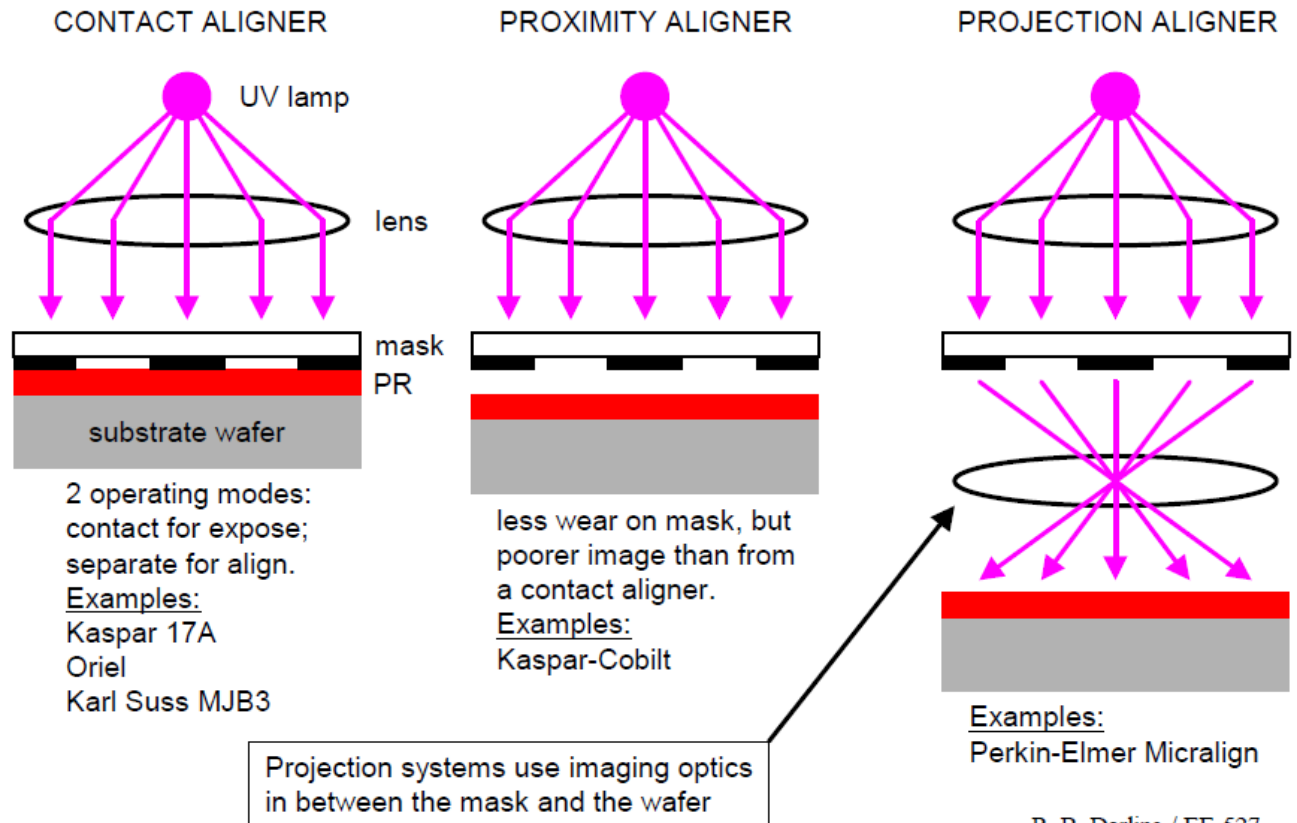 CONTACT ALIGNER
PROXIMITY ALIGNER
PROJECTION ALIGNER
UV lamp
lens
mask
PR
substrate wafer
2 operating modes:
contact for expose;
separate for align.
Examples:
Kaspar 17A
Oriel
Karl Suss MJB3
less wear on mask, but
poorer image than from
a contact aligner.
Examples:
Kaspar-Cobilt
Examples:
Perkin-Elmer Micralign
Projection systems use imaging optics
in between the mask and the wafer